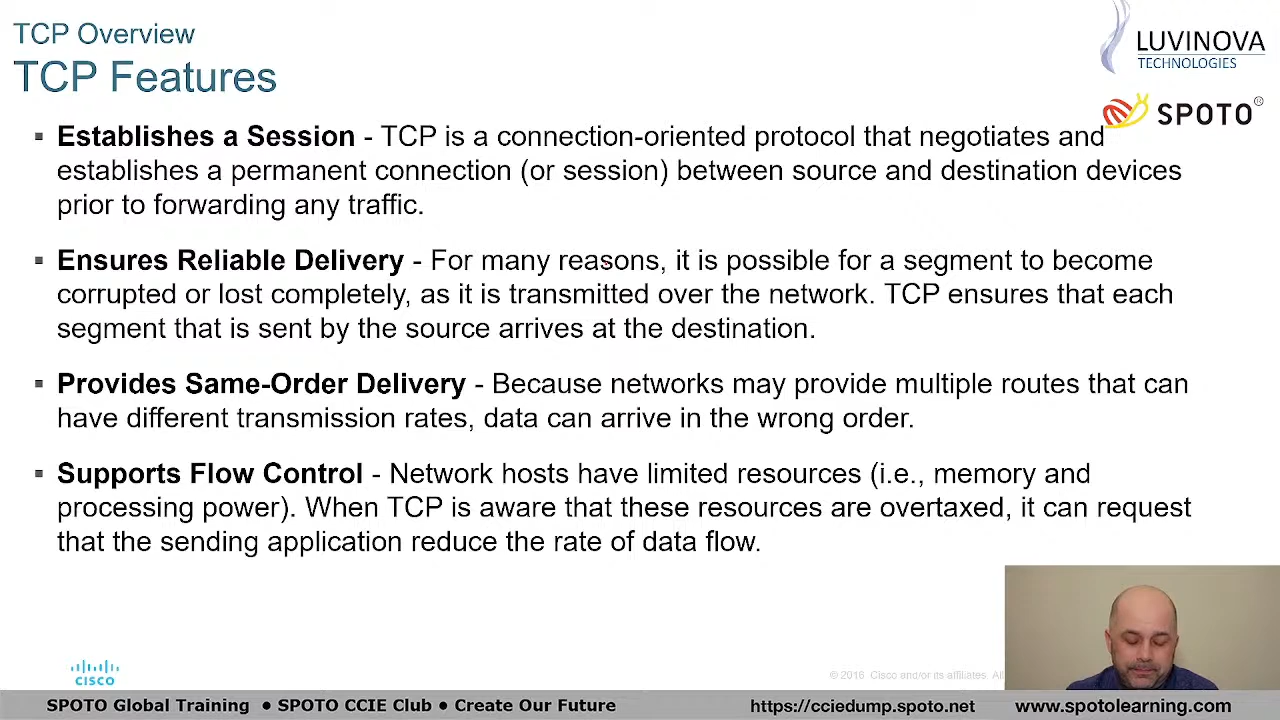 TCP Overview
TCP Features
LUVINOVA
TECHNOLOGIES
SPOTO®
▪ Establishes a Session - TCP is a connection-oriented protocol that negotiates and
establishes a permanent connection (or session) between source and destination devices
prior to forwarding any traffic.
▪ Ensures Reliable Delivery - For many reasons, it is possible for a segment to become
corrupted or lost completely, as it is transmitted over the network. TCP ensures that each
segment that is sent by the source arrives at the destination.
▪ Provides Same-Order Delivery - Because networks may provide multiple routes that can
have different transmission rates, data can arrive in the wrong order.
▪ Supports Flow Control - Network hosts have limited resources (i.e., memory and
processing power). When TCP is aware that these resources are overtaxed, it can request
that the sending application reduce the rate of data flow.
CISCO
© 2016 Cisco and/or its affiliates. All
SPOTO Global Training ● SPOTO CCIE Club ● Create Our Future
https://cciedump.spoto.net
www.spotolearning.com